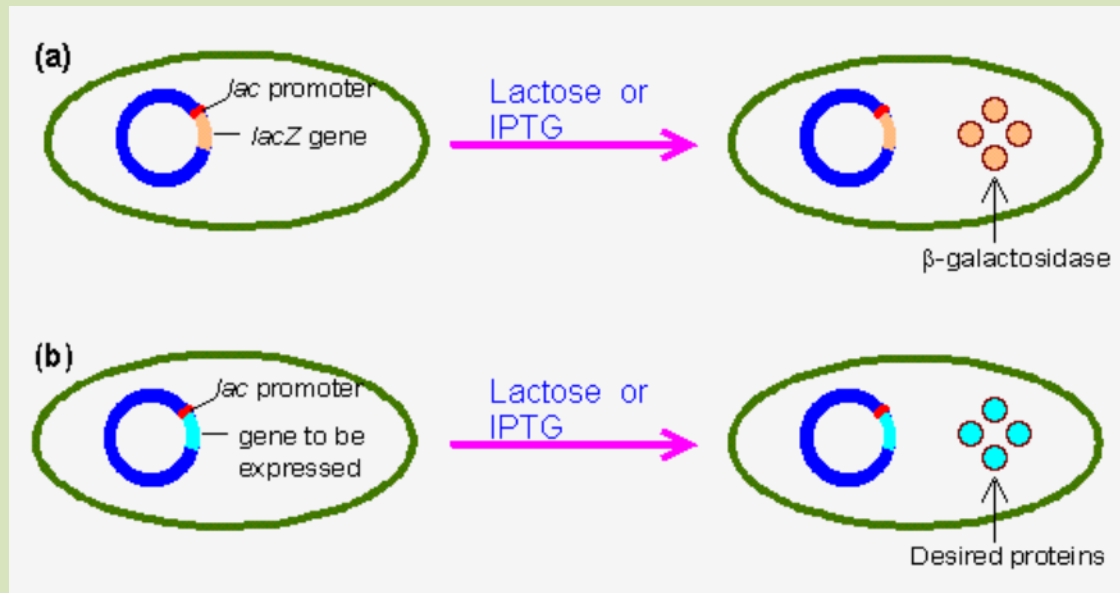 (a)
lac promoter
lacZ gene
Lactose or
IPTG
β-galactosidase
(b)
lac promoter
gene to be
expressed
Lactose or
IPTG
Desired proteins